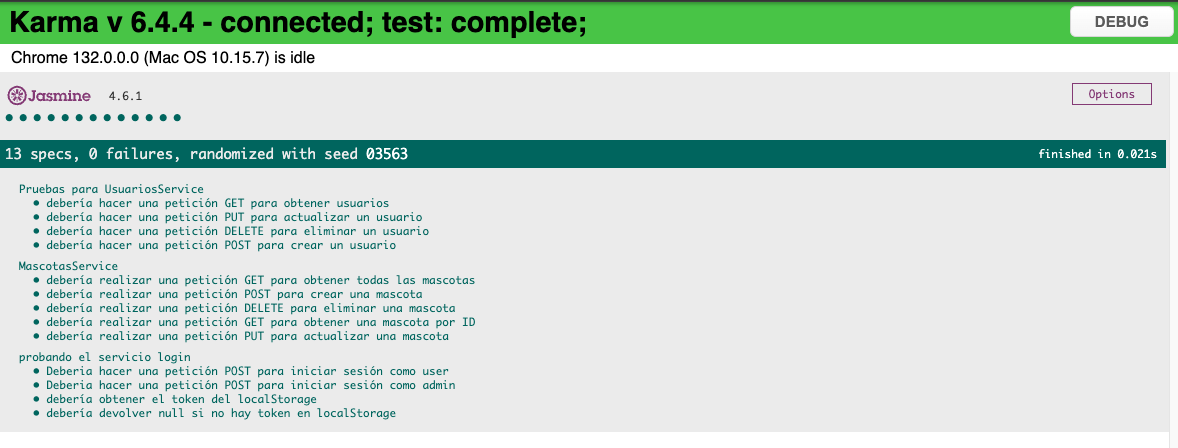 Karma v 6.4.4 - connected; test: complete;
DEBUG
Chrome 132.0.0.0 (Mac OS 10.15.7) is idle
Jasmine 4.6.1
Options
13 specs, 0 failures, randomized with seed 03563
finished in 0.021s
Pruebas para UsuariosService
• debería hacer una petición GET para obtener usuarios
• debería hacer una petición PUT para actualizar un usuario
• debería hacer una petición DELETE para eliminar un usuario
• debería hacer una petición POST para crear un usuario
MascotasService
• debería realizar una petición GET para obtener todas las mascotas
• debería realizar una petición POST para crear una mascota
• debería realizar una petición DELETE para eliminar una mascota
• debería realizar una petición GET para obtener una mascota por ID
• debería realizar una petición PUT para actualizar una mascota
probando el servicio login
• Deberia hacer una petición POST para iniciar sesión como user
• Deberia hacer una petición POST para iniciar sesión como admin
• debería obtener el token del localStorage
• debería devolver null si no hay token en localStorage